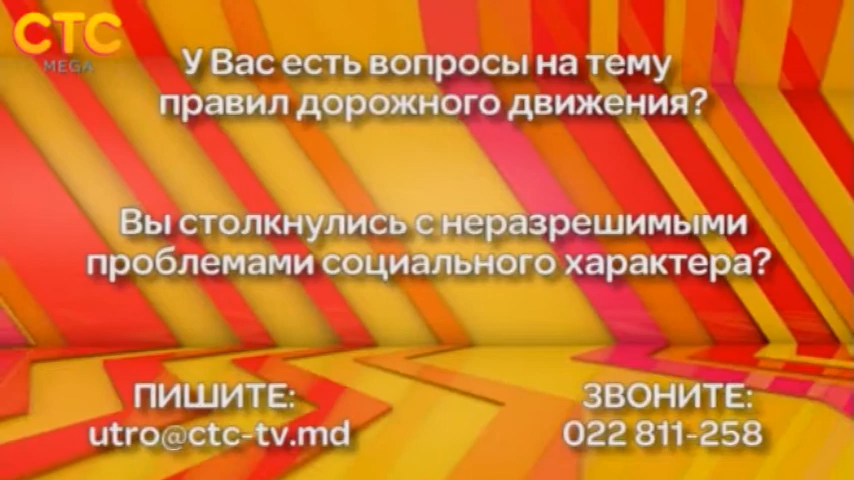 СТС
MEGA
У Вас есть вопросы на тему
правил дорожного движения?
Вы столкнулись с неразрешимыми
проблемами социального характера?
ПИШИТЕ:
utro@ctc-tv.md
ЗВОНИТЕ:
022 811-258